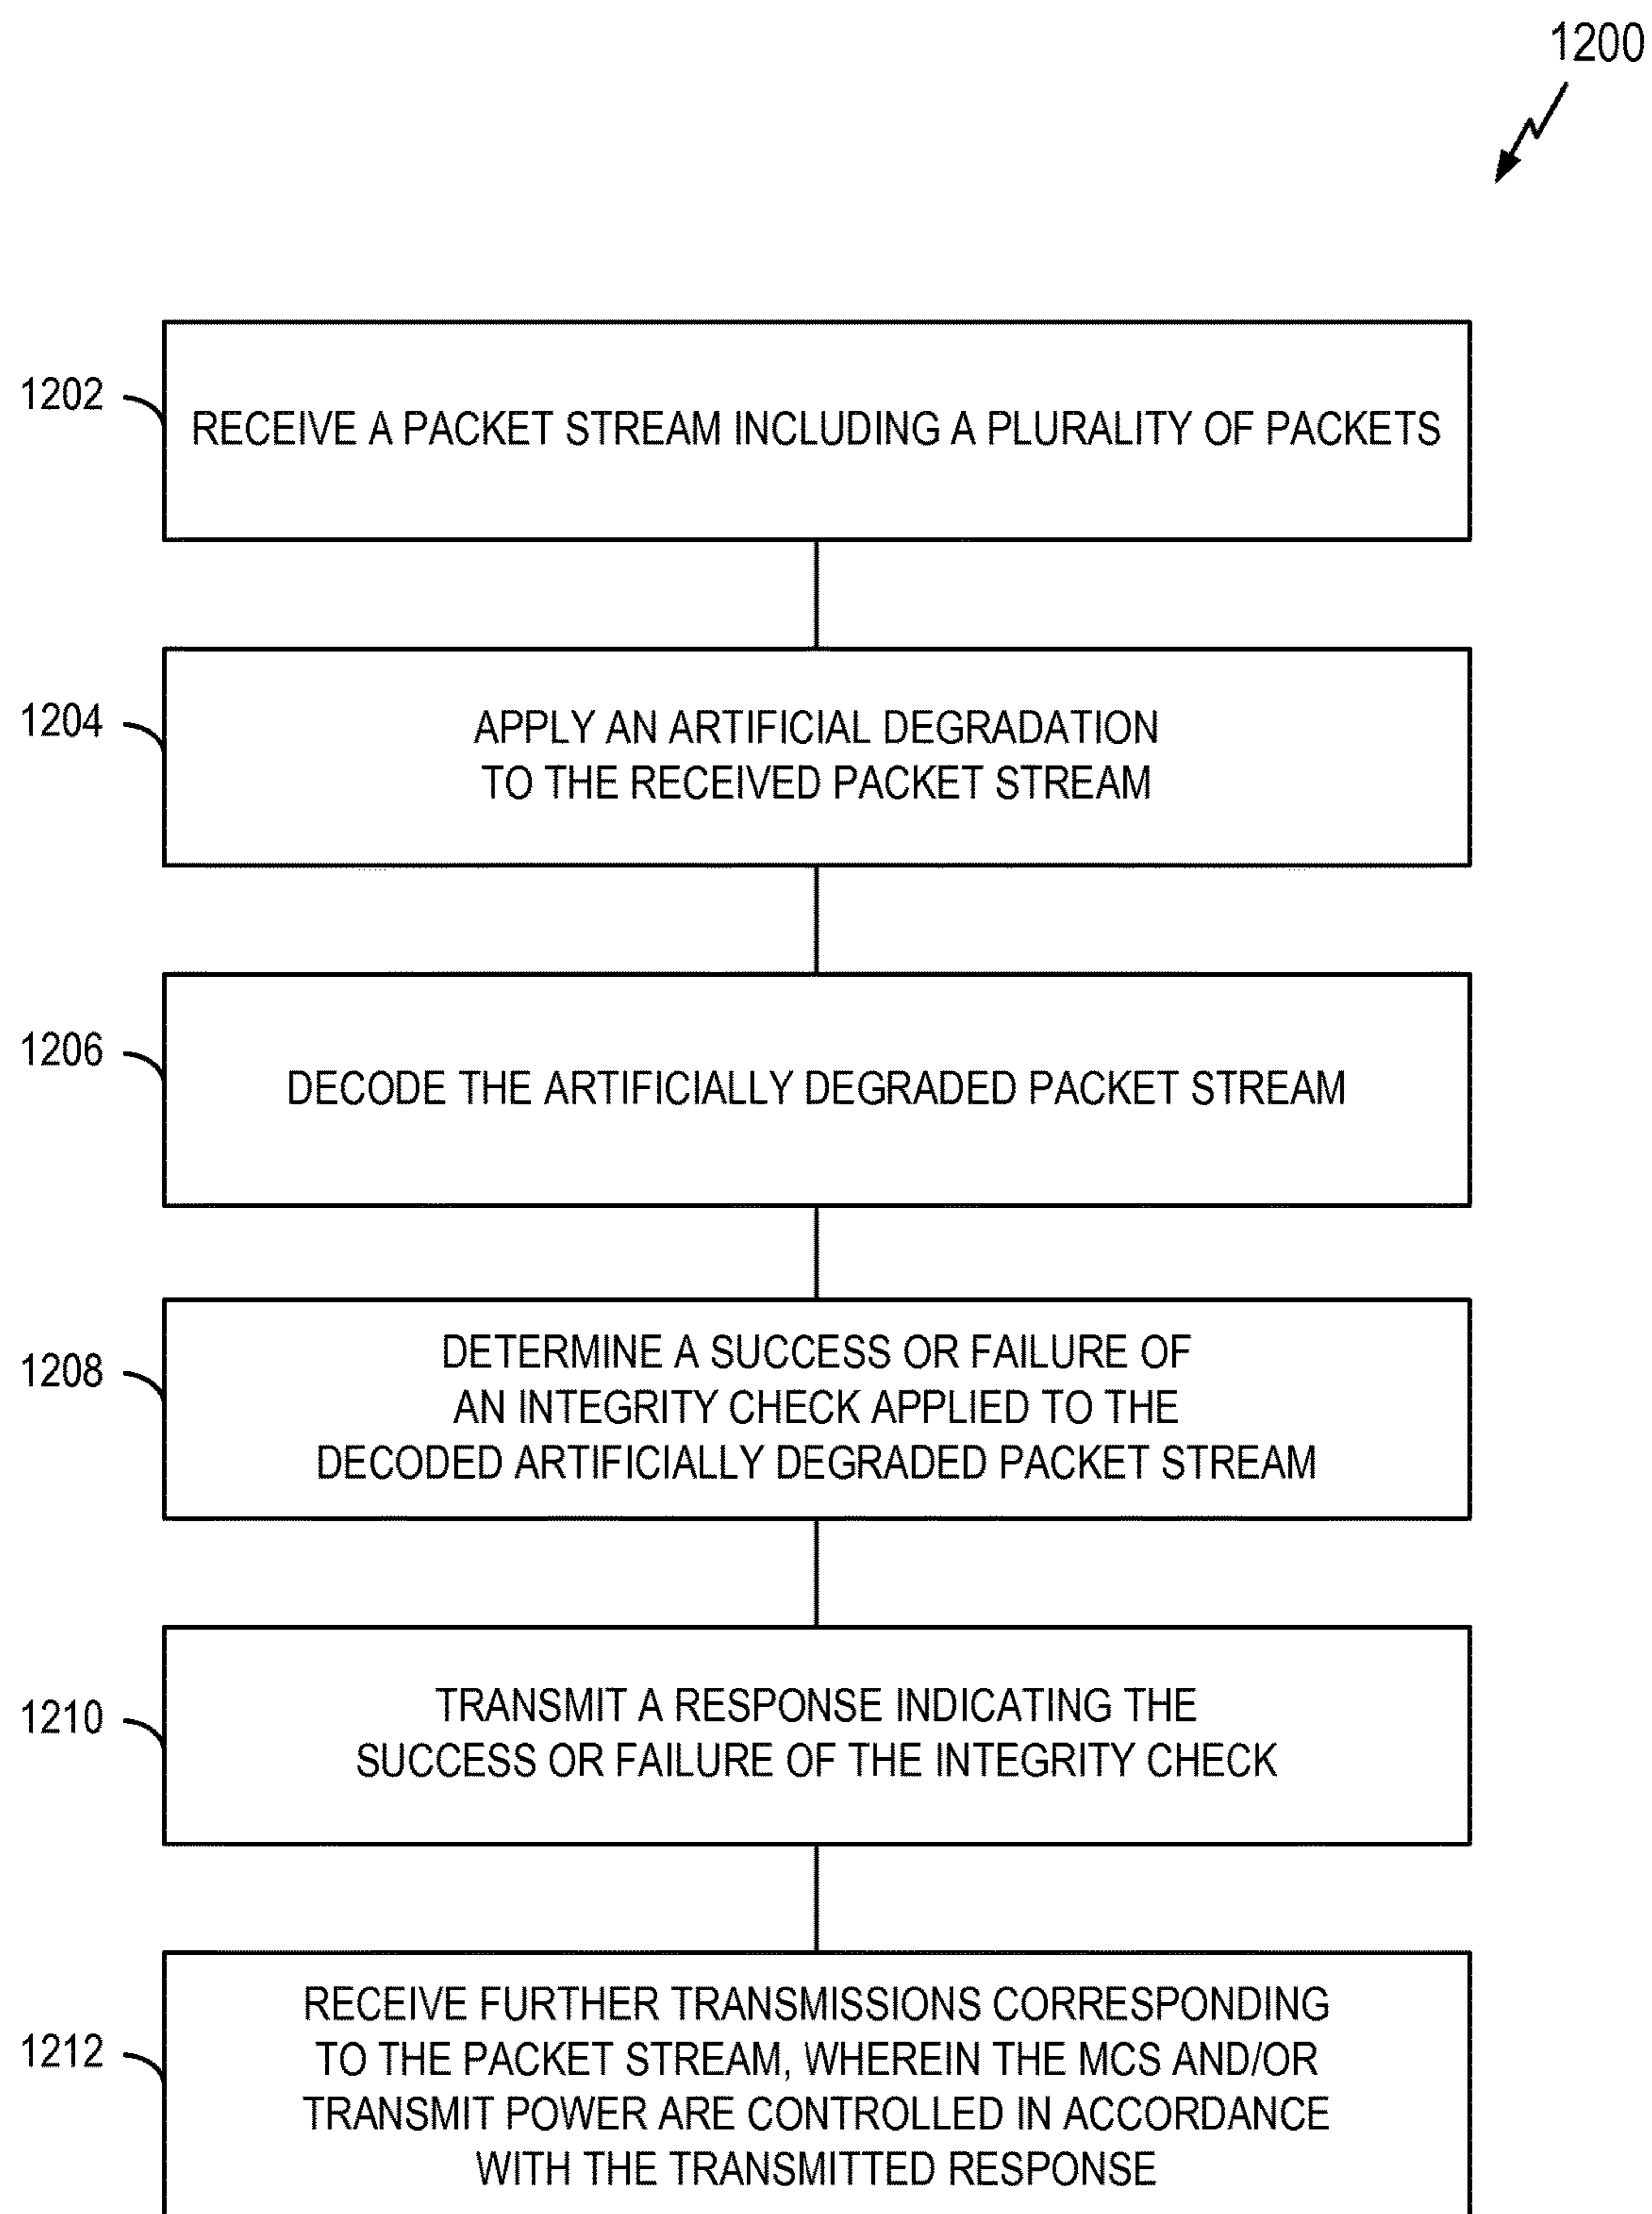 1200
1202
RECEIVE A PACKET STREAM INCLUDING A PLURALITY OF PACKETS
1204
APPLY AN ARTIFICIAL DEGRADATION
TO THE RECEIVED PACKET STREAM
1206
DECODE THE ARTIFICIALLY DEGRADED PACKET STREAM
1208
DETERMINE A SUCCESS OR FAILURE OF
AN INTEGRITY CHECK APPLIED TO THE
DECODED ARTIFICIALLY DEGRADED PACKET STREAM
1210
TRANSMIT A RESPONSE INDICATING THE
SUCCESS OR FAILURE OF THE INTEGRITY CHECK
1212
RECEIVE FURTHER TRANSMISSIONS CORRESPONDING
TO THE PACKET STREAM, WHEREIN THE MCS AND/OR
TRANSMIT POWER ARE CONTROLLED IN ACCORDANCE
WITH THE TRANSMITTED RESPONSE